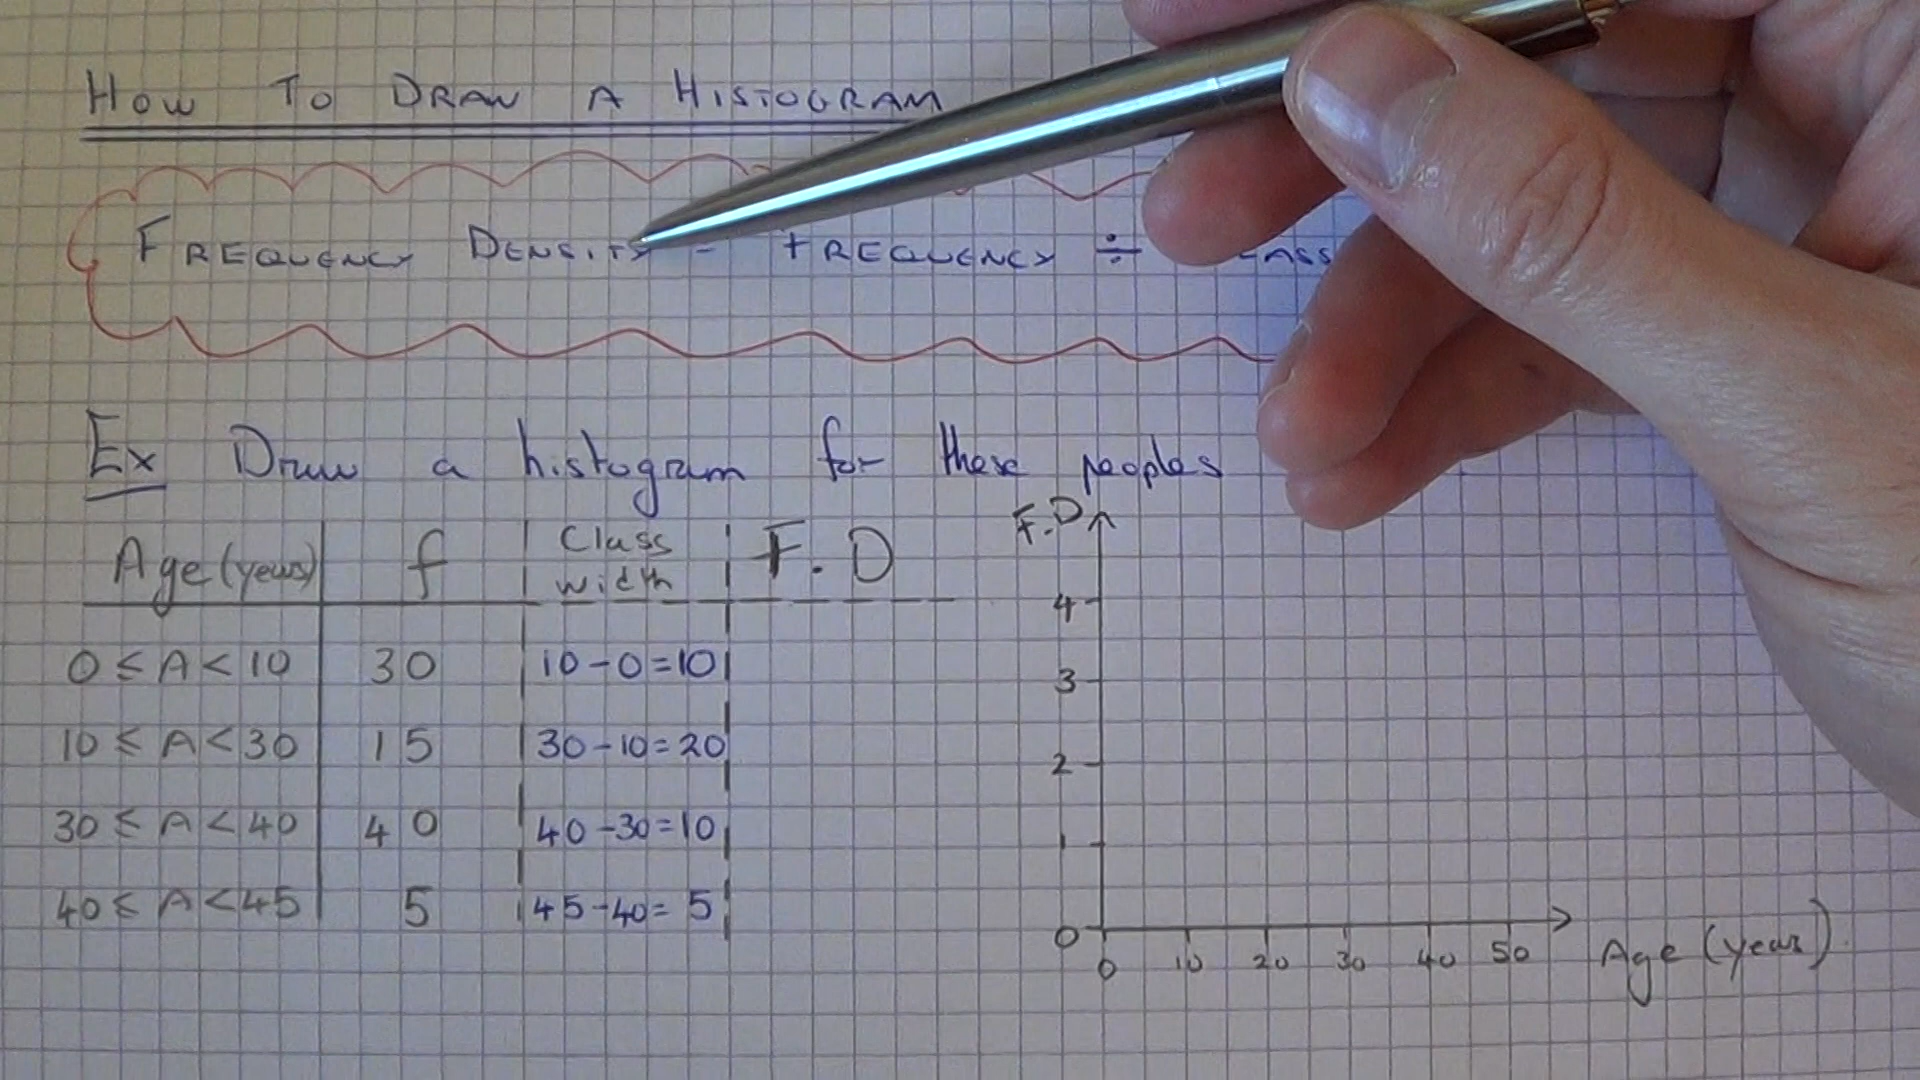 HOW TO DRAW A HISTOGRAM
FREQUENCY DENSITY = FREQUENCY ÷
Ex Draw a histogram for these peoples
Age (years) f Class width F.D
0 ≤ A < 10 30 10-0=10
10 ≤ A < 30 15 30-10=20
30 ≤ A < 40 40 40-30=10
40 ≤ A < 45 5 45-40=5
F.D
4
3
2
1
0
0 10 20 30 40 50 Age (years)